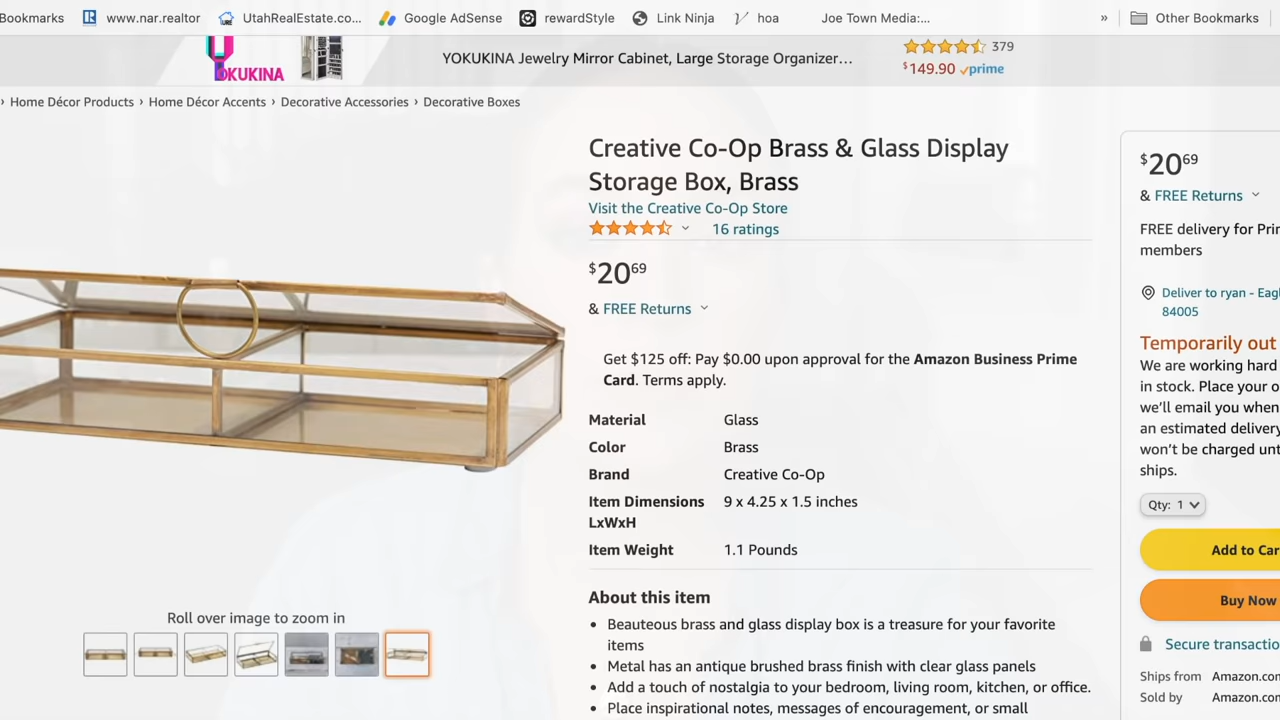 Bookmarks
www.nar.realtor
UtahRealEstate.co...
Google AdSense
rewardStyle
Link Ninja
hoa
Joe Town Media:...
»
Other Bookmarks
YOKUKINA
YOKUKINA Jewelry Mirror Cabinet, Large Storage Organizer...
379
$149.90 prime
› Home Décor Products › Home Décor Accents › Decorative Accessories › Decorative Boxes
Creative Co-Op Brass & Glass Display
Storage Box, Brass
Visit the Creative Co-Op Store
16 ratings
$20 69
& FREE Returns
Get $125 off: Pay $0.00 upon approval for the Amazon Business Prime
Card. Terms apply.
Material Glass
Color Brass
Brand Creative Co-Op
Item Dimensions 9 x 4.25 x 1.5 inches
LxWxH
Item Weight 1.1 Pounds
About this item
• Beauteous brass and glass display box is a treasure for your favorite
items
• Metal has an antique brushed brass finish with clear glass panels
• Add a touch of nostalgia to your bedroom, living room, kitchen, or office.
• Place inspirational notes, messages of encouragement, or small
Roll over image to zoom in
$20 69
& FREE Returns
FREE delivery for Pri
members
Deliver to ryan - Eagl
84005
Temporarily out
We are working hard
in stock. Place your o
we'll email you when
an estimated delivery
won't be charged unt
ships.
Qty: 1
Add to Car
Buy Now
Secure transactio
Ships from Amazon.con
Sold by Amazon.con